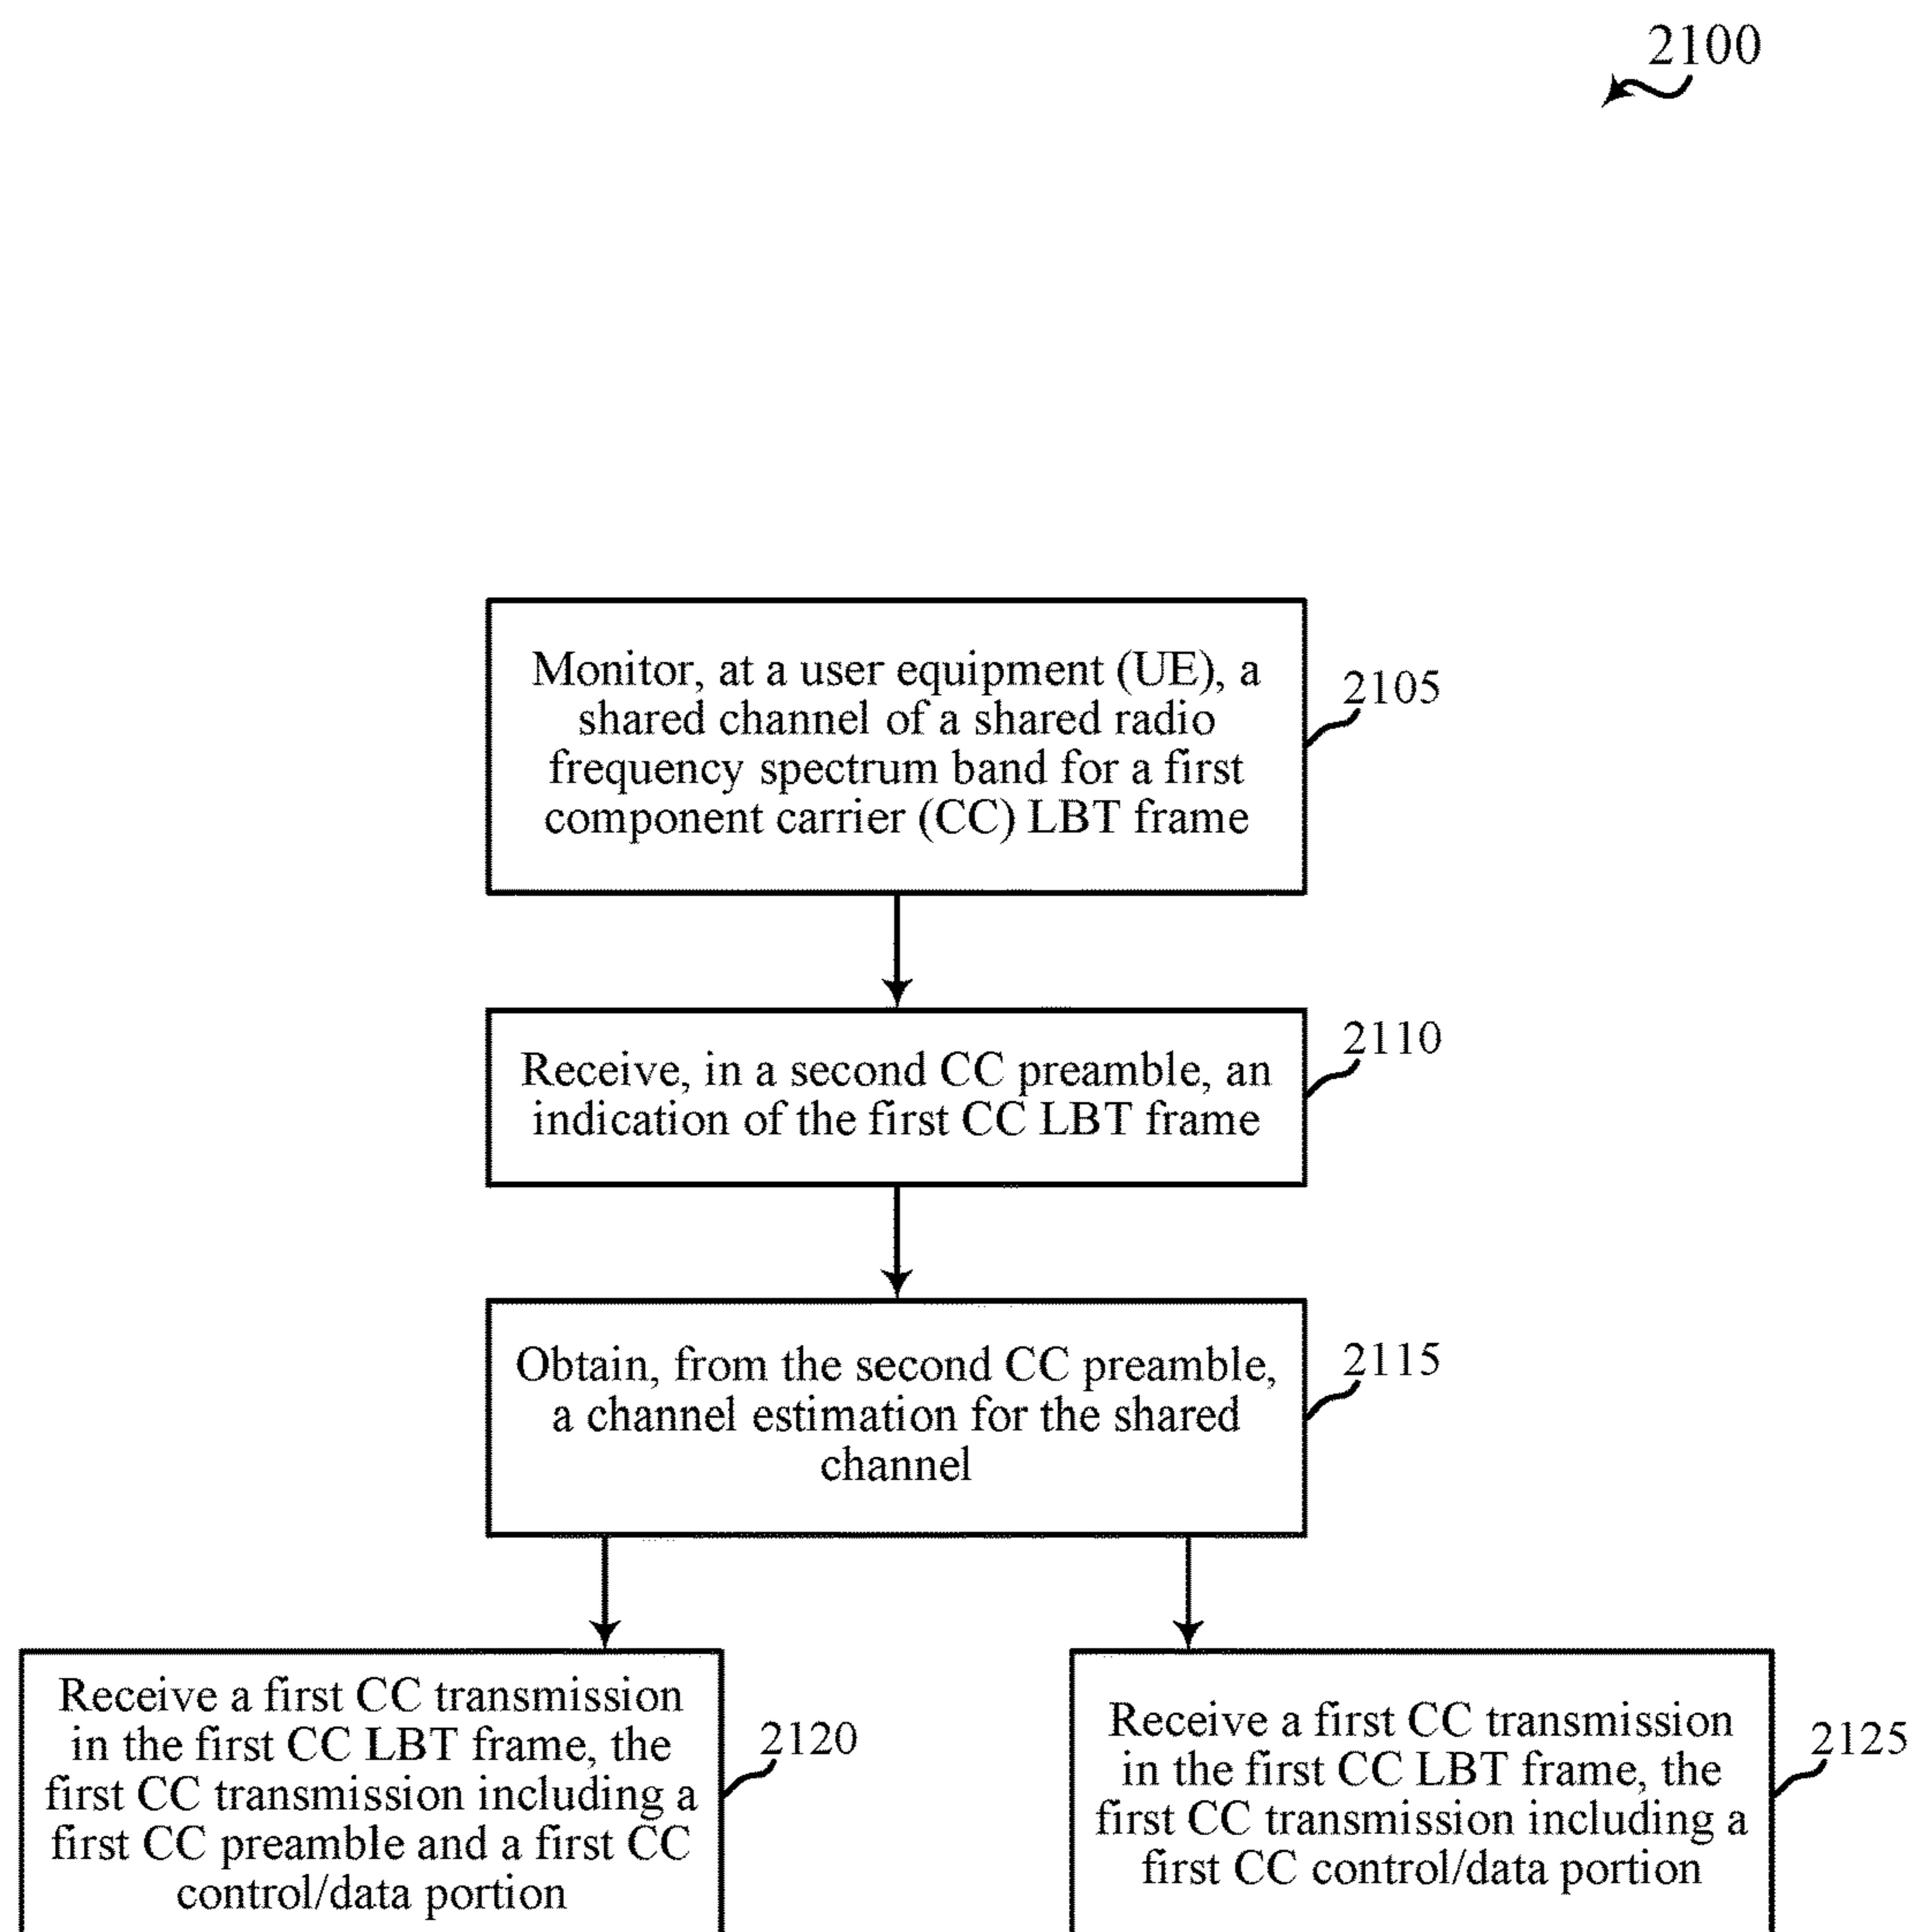 2100
Monitor, at a user equipment (UE), a
shared channel of a shared radio
frequency spectrum band for a first
component carrier (CC) LBT frame
2105
Receive, in a second CC preamble, an
indication of the first CC LBT frame
2110
Obtain, from the second CC preamble,
a channel estimation for the shared
channel
2115
Receive a first CC transmission
in the first CC LBT frame, the
first CC transmission including a
first CC preamble and a first CC
control/data portion
2120
Receive a first CC transmission
in the first CC LBT frame, the
first CC transmission including a
first CC control/data portion
2125